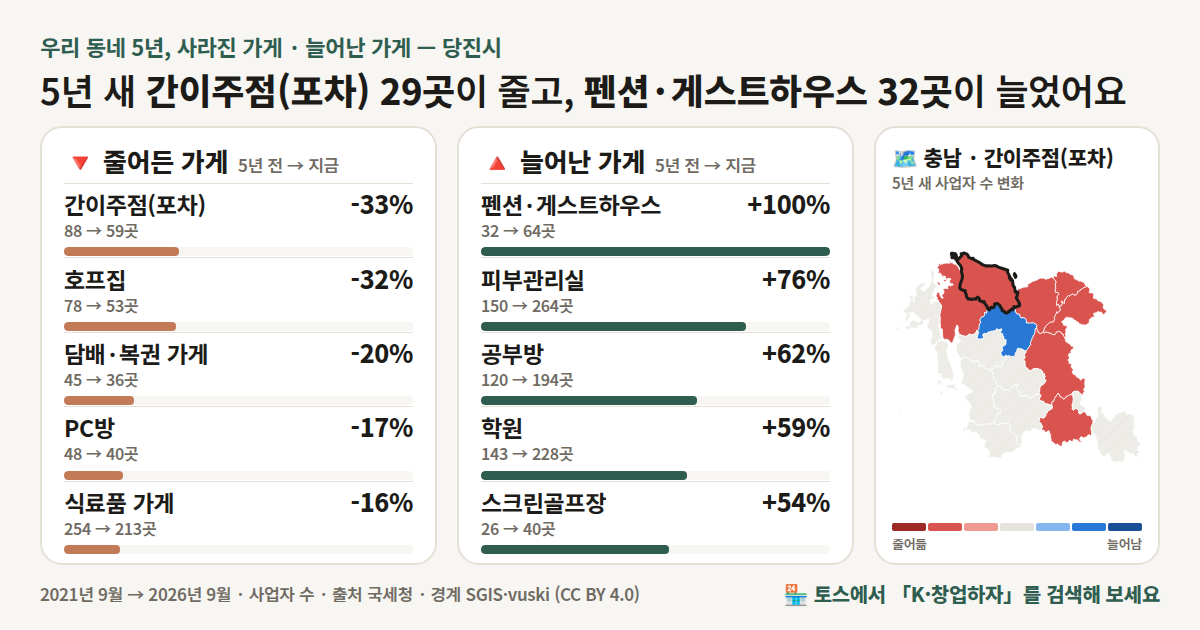 우리 동네 5년, 사라진 가게 · 늘어난 가게 — 당진시
5년 새 간이주점(포차) 29곳이 줄고, 펜션·게스트하우스 32곳이 늘었어요
줄어든 가게 5년 전 → 지금
간이주점(포차) -33%
88 → 59곳
호프집 -32%
78 → 53곳
담배·복권 가게 -20%
45 → 36곳
PC방 -17%
48 → 40곳
식료품 가게 -16%
254 → 213곳
늘어난 가게 5년 전 → 지금
펜션·게스트하우스 +100%
32 → 64곳
피부관리실 +76%
150 → 264곳
공부방 +62%
120 → 194곳
학원 +59%
143 → 228곳
스크린골프장 +54%
26 → 40곳
충남 · 간이주점(포차)
5년 새 사업자 수 변화
줄어듦 늘어남
2021년 9월 → 2026년 9월 · 사업자 수 · 출처 국세청 · 경계 SGIS·vuski (CC BY 4.0)
24 토스에서 「K·창업하자」를 검색해 보세요